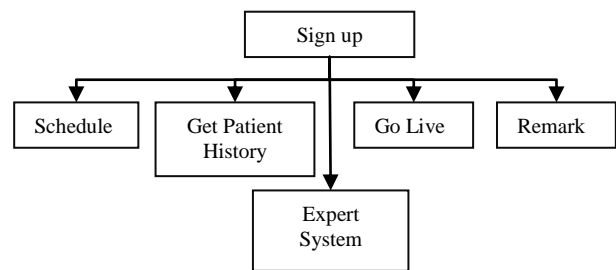 Sign up
Schedule
Get Patient
History
Go Live
Remark
Expert
System